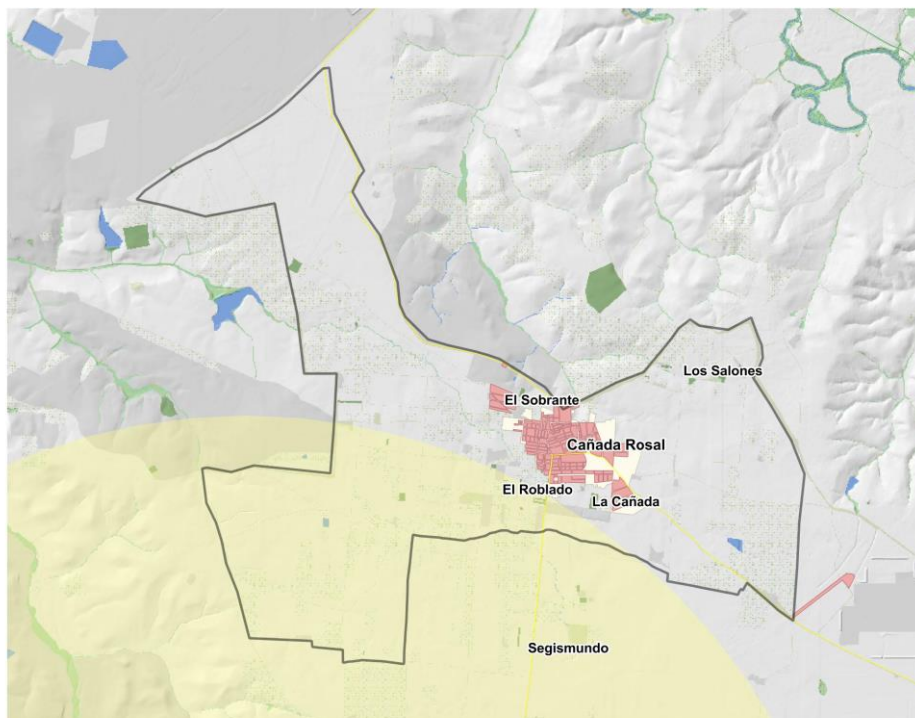 Los Salones
El Sobrante
Cañada Rosal
El Roblado
La Cañada
Segismundo